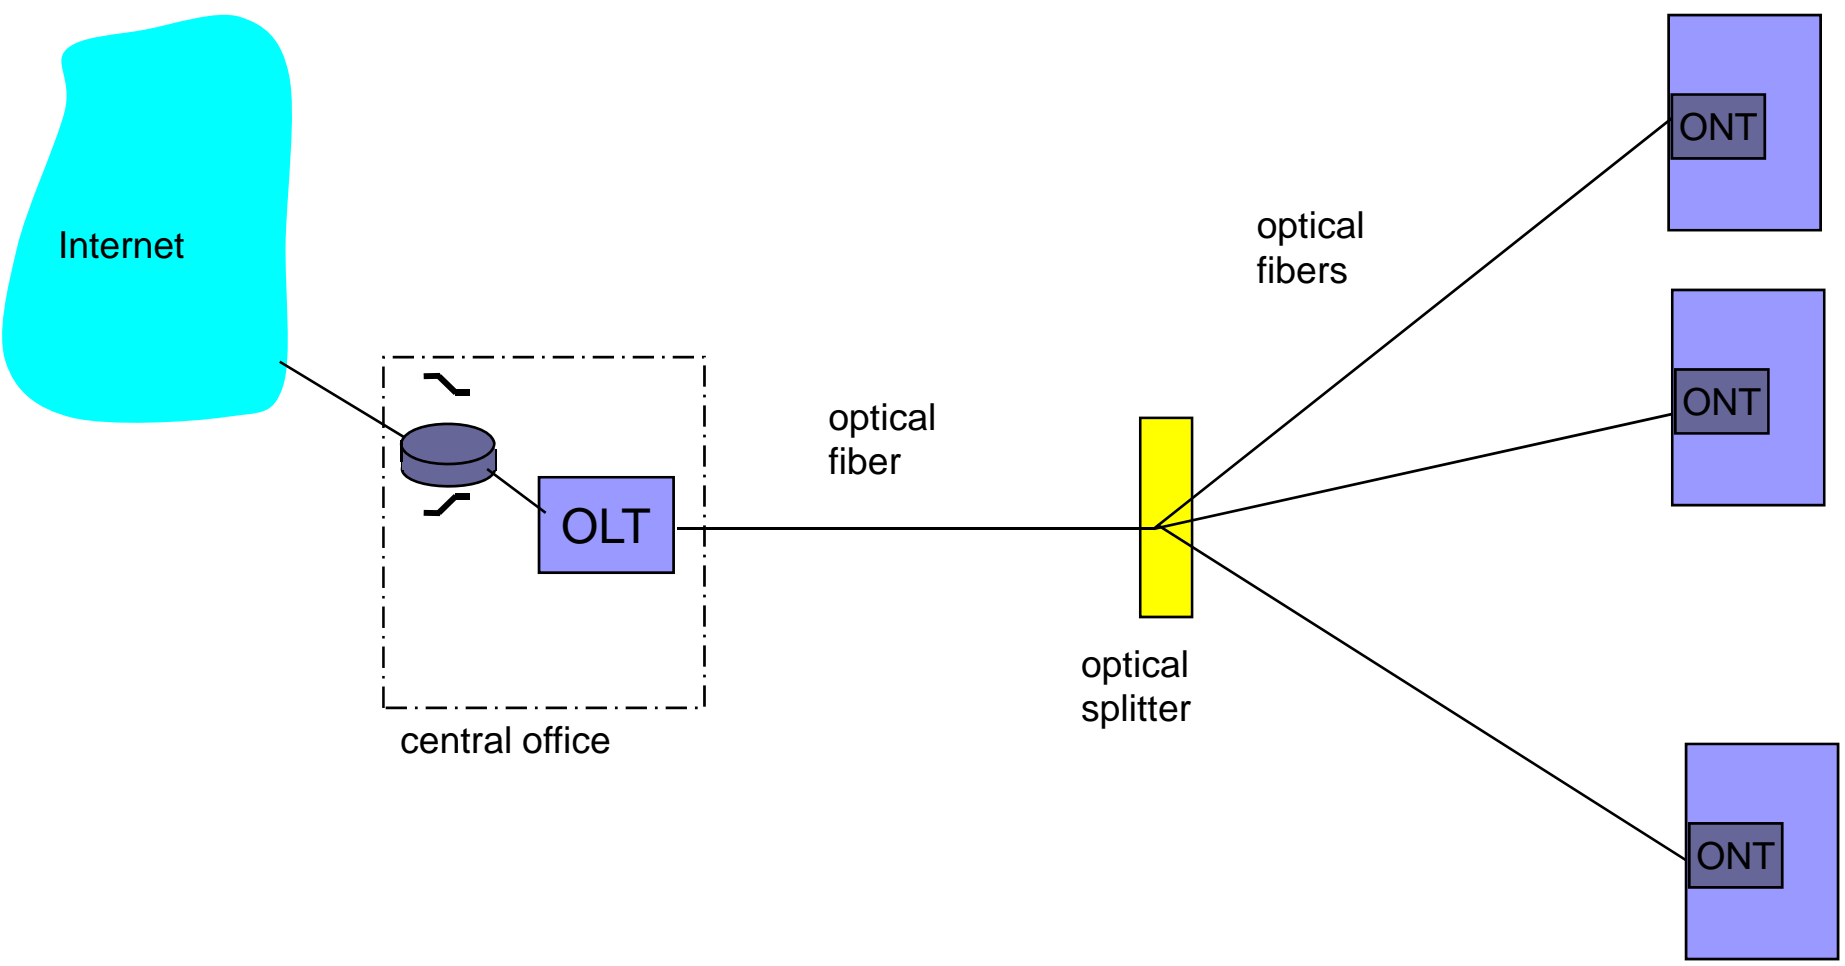 Internet
central office
OLT
optical
fiber
optical
splitter
optical
fibers
ONT
ONT
ONT